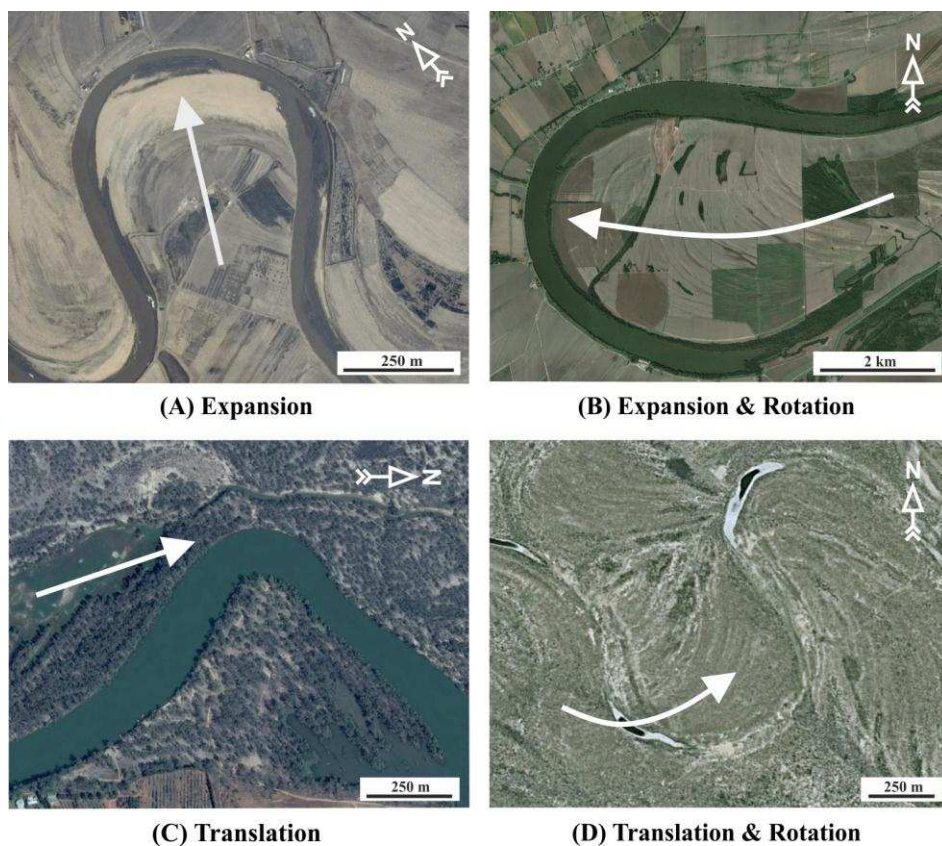 N
N
250 m
2 km
(A) Expansion
(B) Expansion & Rotation
N
N
250 m
250 m
(C) Translation
(D) Translation & Rotation